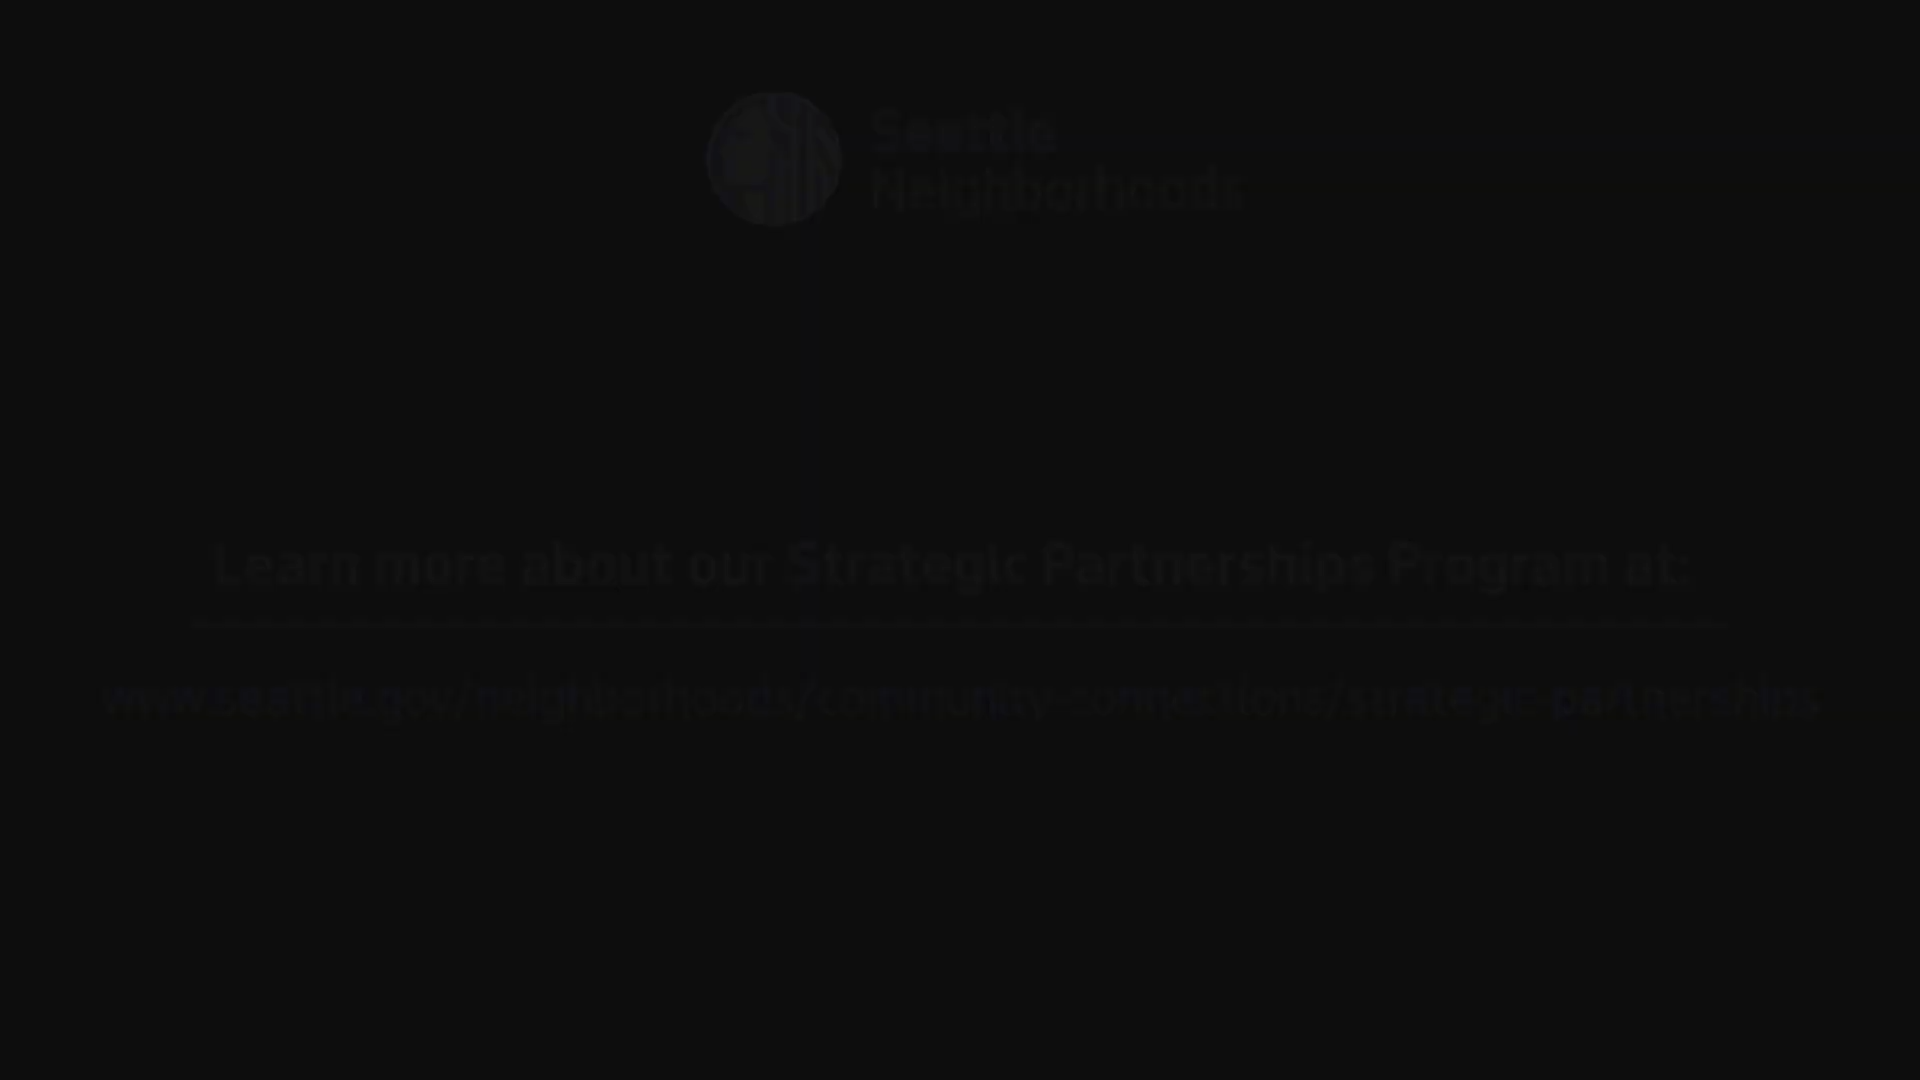 Seattle
Neighborhoods
Learn more about our Strategic Partnerships Program at:
www.seattle.gov/neighborhoods/community-connections/strategic-partnerships